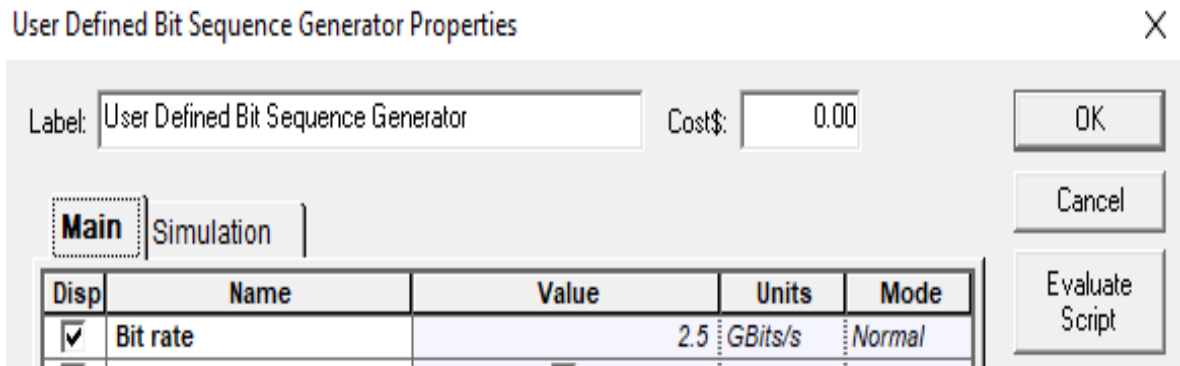 User Defined Bit Sequence Generator Properties
Label: User Defined Bit Sequence Generator Cost$: 0.00 OK
Cancel
Main Simulation
Evaluate Script
Disp Name Value Units Mode
Bit rate 2.5 GBits/s Normal